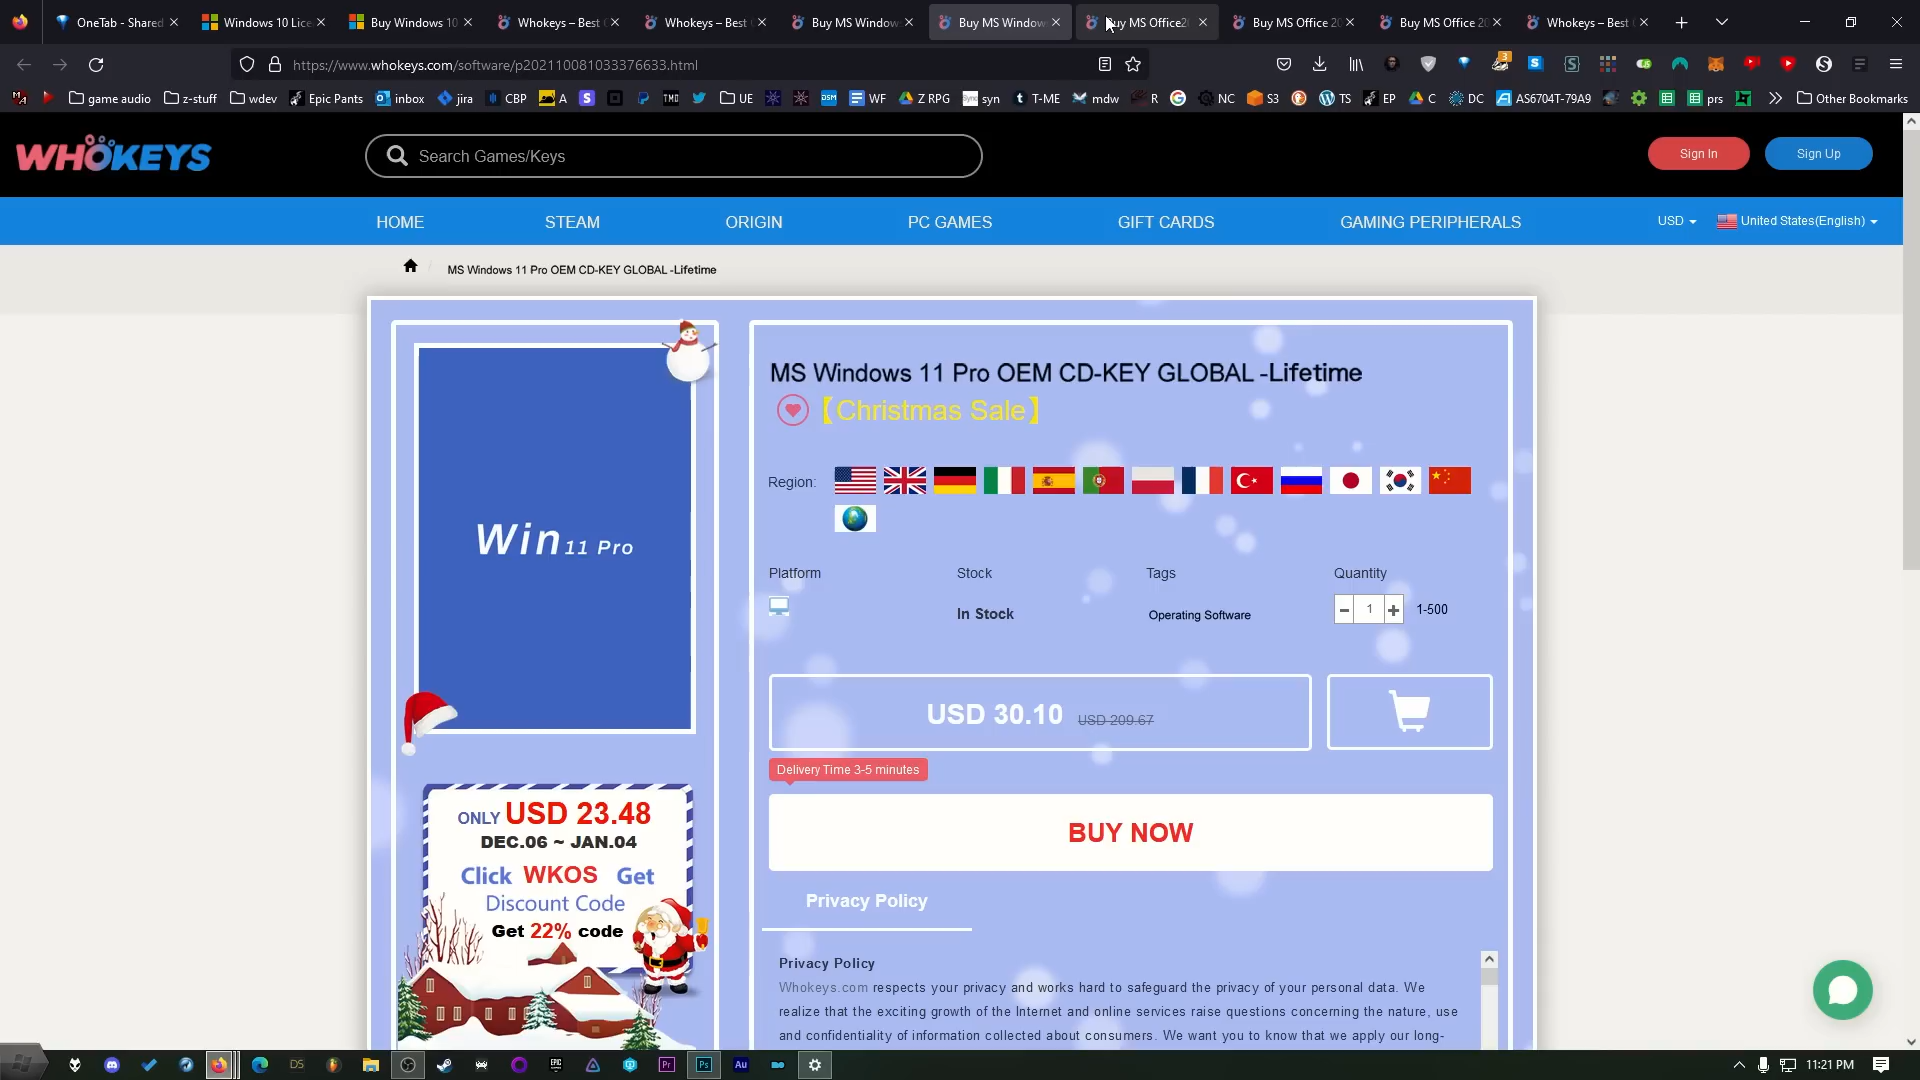 OneTab - Shared
Windows 10 Lice
Buy Windows 10
Whokeys – Best
Whokeys – Best
Buy MS Window
Buy MS Window
Buy MS Office2
Buy MS Office 20
Buy MS Office 20
Whokeys – Best
https://www.whokeys.com/software/p202110081033376633.html
3
game audio
z-stuff
wdev
Epic Pants
inbox
jira
CBP
A
UE
WF
Z RPG
syn
T-ME
mdw
R
NC
S3
TS
EP
C
DC
AS6704T-79A9
prs
Other Bookmarks
WHOKEYS
Search Games/Keys
Sign In
Sign Up
HOME
STEAM
ORIGIN
PC GAMES
GIFT CARDS
GAMING PERIPHERALS
USD
United States(English)
MS Windows 11 Pro OEM CD-KEY GLOBAL -Lifetime
Win 11 Pro
MS Windows 11 Pro OEM CD-KEY GLOBAL -Lifetime
【Christmas Sale】
Region:
Platform
Stock
Tags
Quantity
In Stock
Operating Software
1
1-500
USD 30.10 USD 209.67
Delivery Time 3-5 minutes
BUY NOW
ONLY USD 23.48
DEC.06 ~ JAN.04
Click WKOS Get
Discount Code
Get 22% code
Privacy Policy
Privacy Policy
Whokeys.com respects your privacy and works hard to safeguard the privacy of your personal data. We
realize that the exciting growth of the Internet and online services raise questions concerning the nature, use
and confidentiality of information collected about consumers. We want you to know that we apply our long-
DS
Pr
Ps
Au
11:21 PM